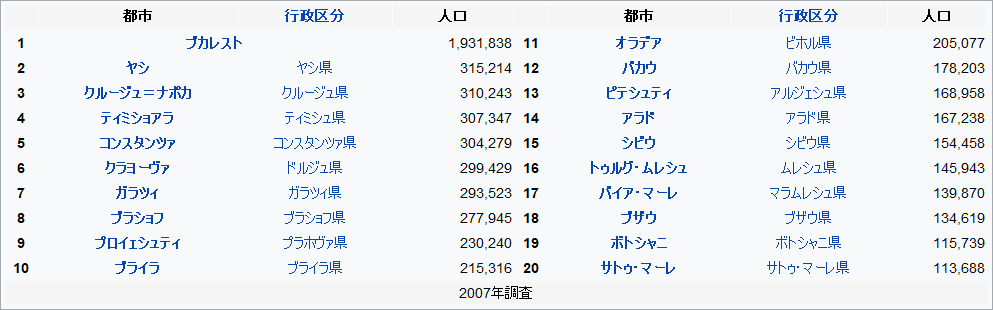 都市 行政区分 人口 都市 行政区分 人口
1 ブカレスト 1,931,838 11 オラデア ビホル県 205,077
2 ヤシ ヤシ県 315,214 12 バカウ バカウ県 178,203
3 クルージュ＝ナポカ クルージュ県 310,243 13 ピテシュティ アルジェシュ県 168,958
4 ティミショアラ ティミシュ県 307,347 14 アラド アラド県 167,238
5 コンスタンツァ コンスタンツァ県 304,279 15 シビウ シビウ県 154,458
6 クラヨーヴァ ドルジュ県 299,429 16 トゥルグ・ムレシュ ムレシュ県 145,943
7 ガラツィ ガラツィ県 293,523 17 バイア・マーレ マラムレシュ県 139,870
8 ブラショフ ブラショフ県 277,945 18 ブザウ ブザウ県 134,619
9 プロイェシュティ プラホヴァ県 230,240 19 ボトシャニ ボトシャニ県 115,739
10 ブライラ ブライラ県 215,316 20 サトゥ・マーレ サトゥ・マーレ県 113,688
2007年調査